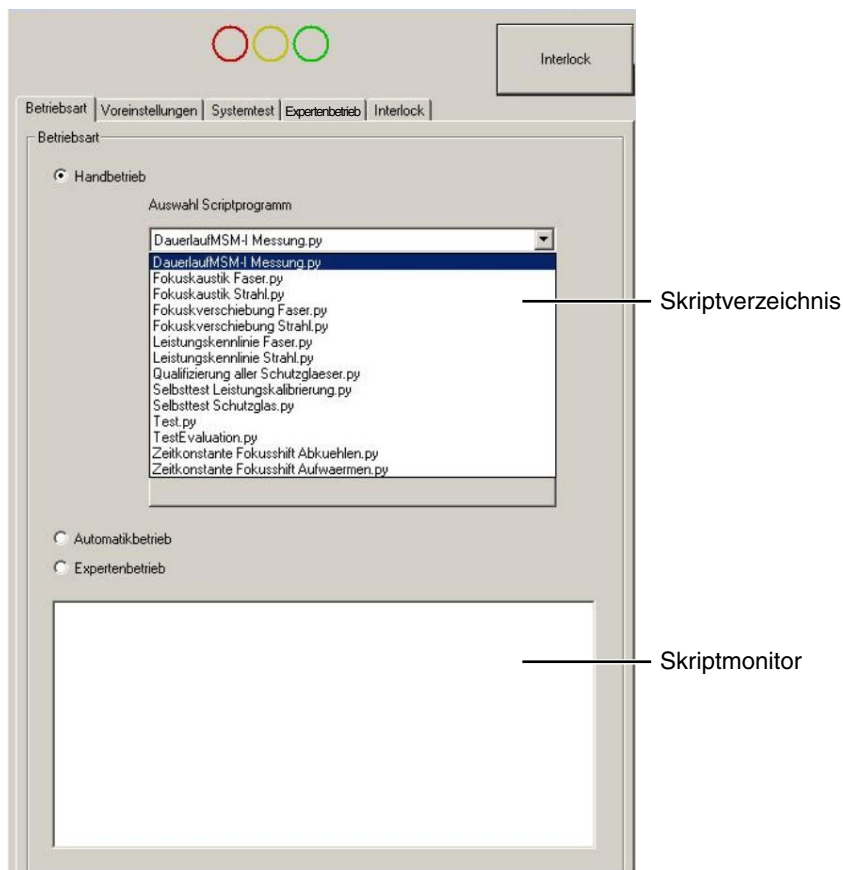 Interlock
Betriebsart Voreinstellungen Systemtest Expertenbetrieb Interlock
Betriebsart
Handbetrieb
Auswahl Scriptprogramm
DauerlaufMSM-I Messung.py
DauerlaufMSM-I Messung.py
Fokuskaustik Faser.py
Fokuskaustik Strahl.py
Fokuskverschiebung Faser.py
Fokuskverschiebung Strahl.py
Leistungskennlinie Faser.py
Leistungskennlinie Strahl.py
Qualifizierung aller Schutzglaeser.py
Selbsttest Leistungskalibrierung.py
Selbsttest Schutzglas.py
Test.py
TestEvaluation.py
Zeitkonstante Fokusshift Abkuehlen.py
Zeitkonstante Fokusshift Aufwaermen.py
Skriptverzeichnis
Automatikbetrieb
Expertenbetrieb
Skriptmonitor